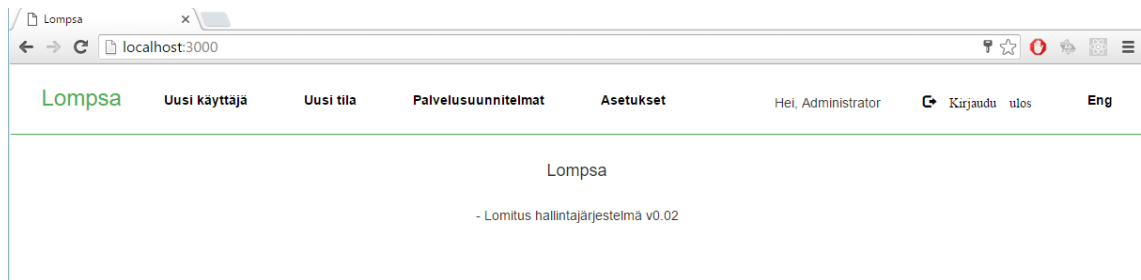 Lompsa
localhost:3000
Lompsa Uusi käyttäjä Uusi tila Palvelusuunnitelmat Asetukset Hei, Administrator Kirjaudu ulos Eng
Lompsa
- Lomitus hallintajärjestelmä v0.02